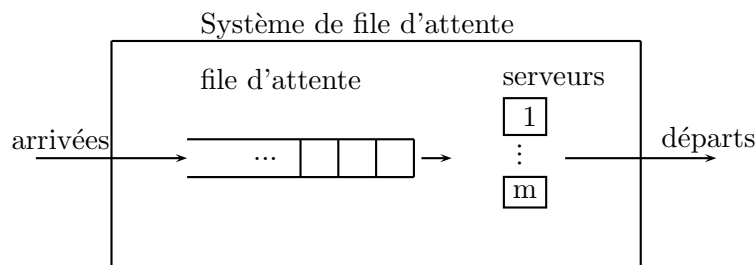 Système de file d'attente
file d'attente
serveurs
arrivées
...
1
⋮
m
départs